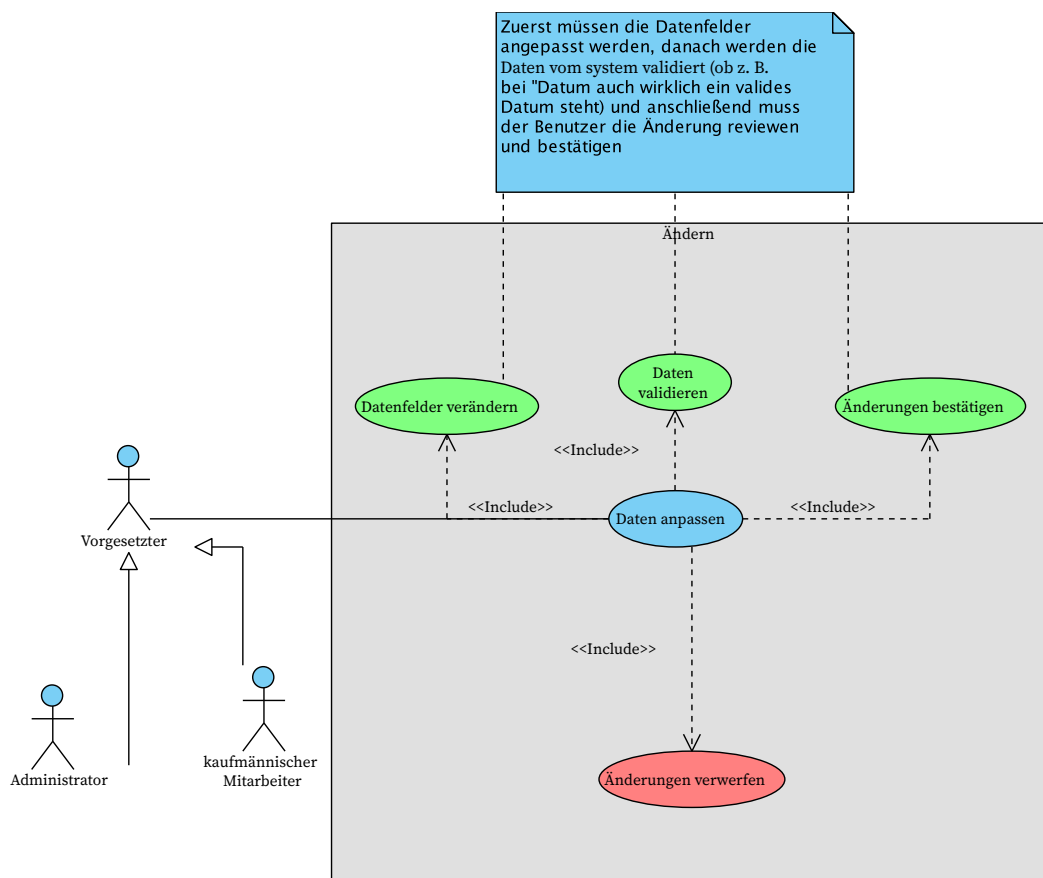 Zuerst müssen die Datenfelder
angepasst werden, danach werden die
Daten vom system validiert (ob z. B.
bei "Datum auch wirklich ein valides
Datum steht) und anschließend muss
der Benutzer die Änderung reviewen
und bestätigen
Ändern
Daten
validieren
Datenfelder verändern
Änderungen bestätigen
<<Include>>
<<Include>>
<<Include>>
Daten anpassen
Vorgesetzter
<<Include>>
kaufmännischer
Mitarbeiter
Administrator
Änderungen verwerfen